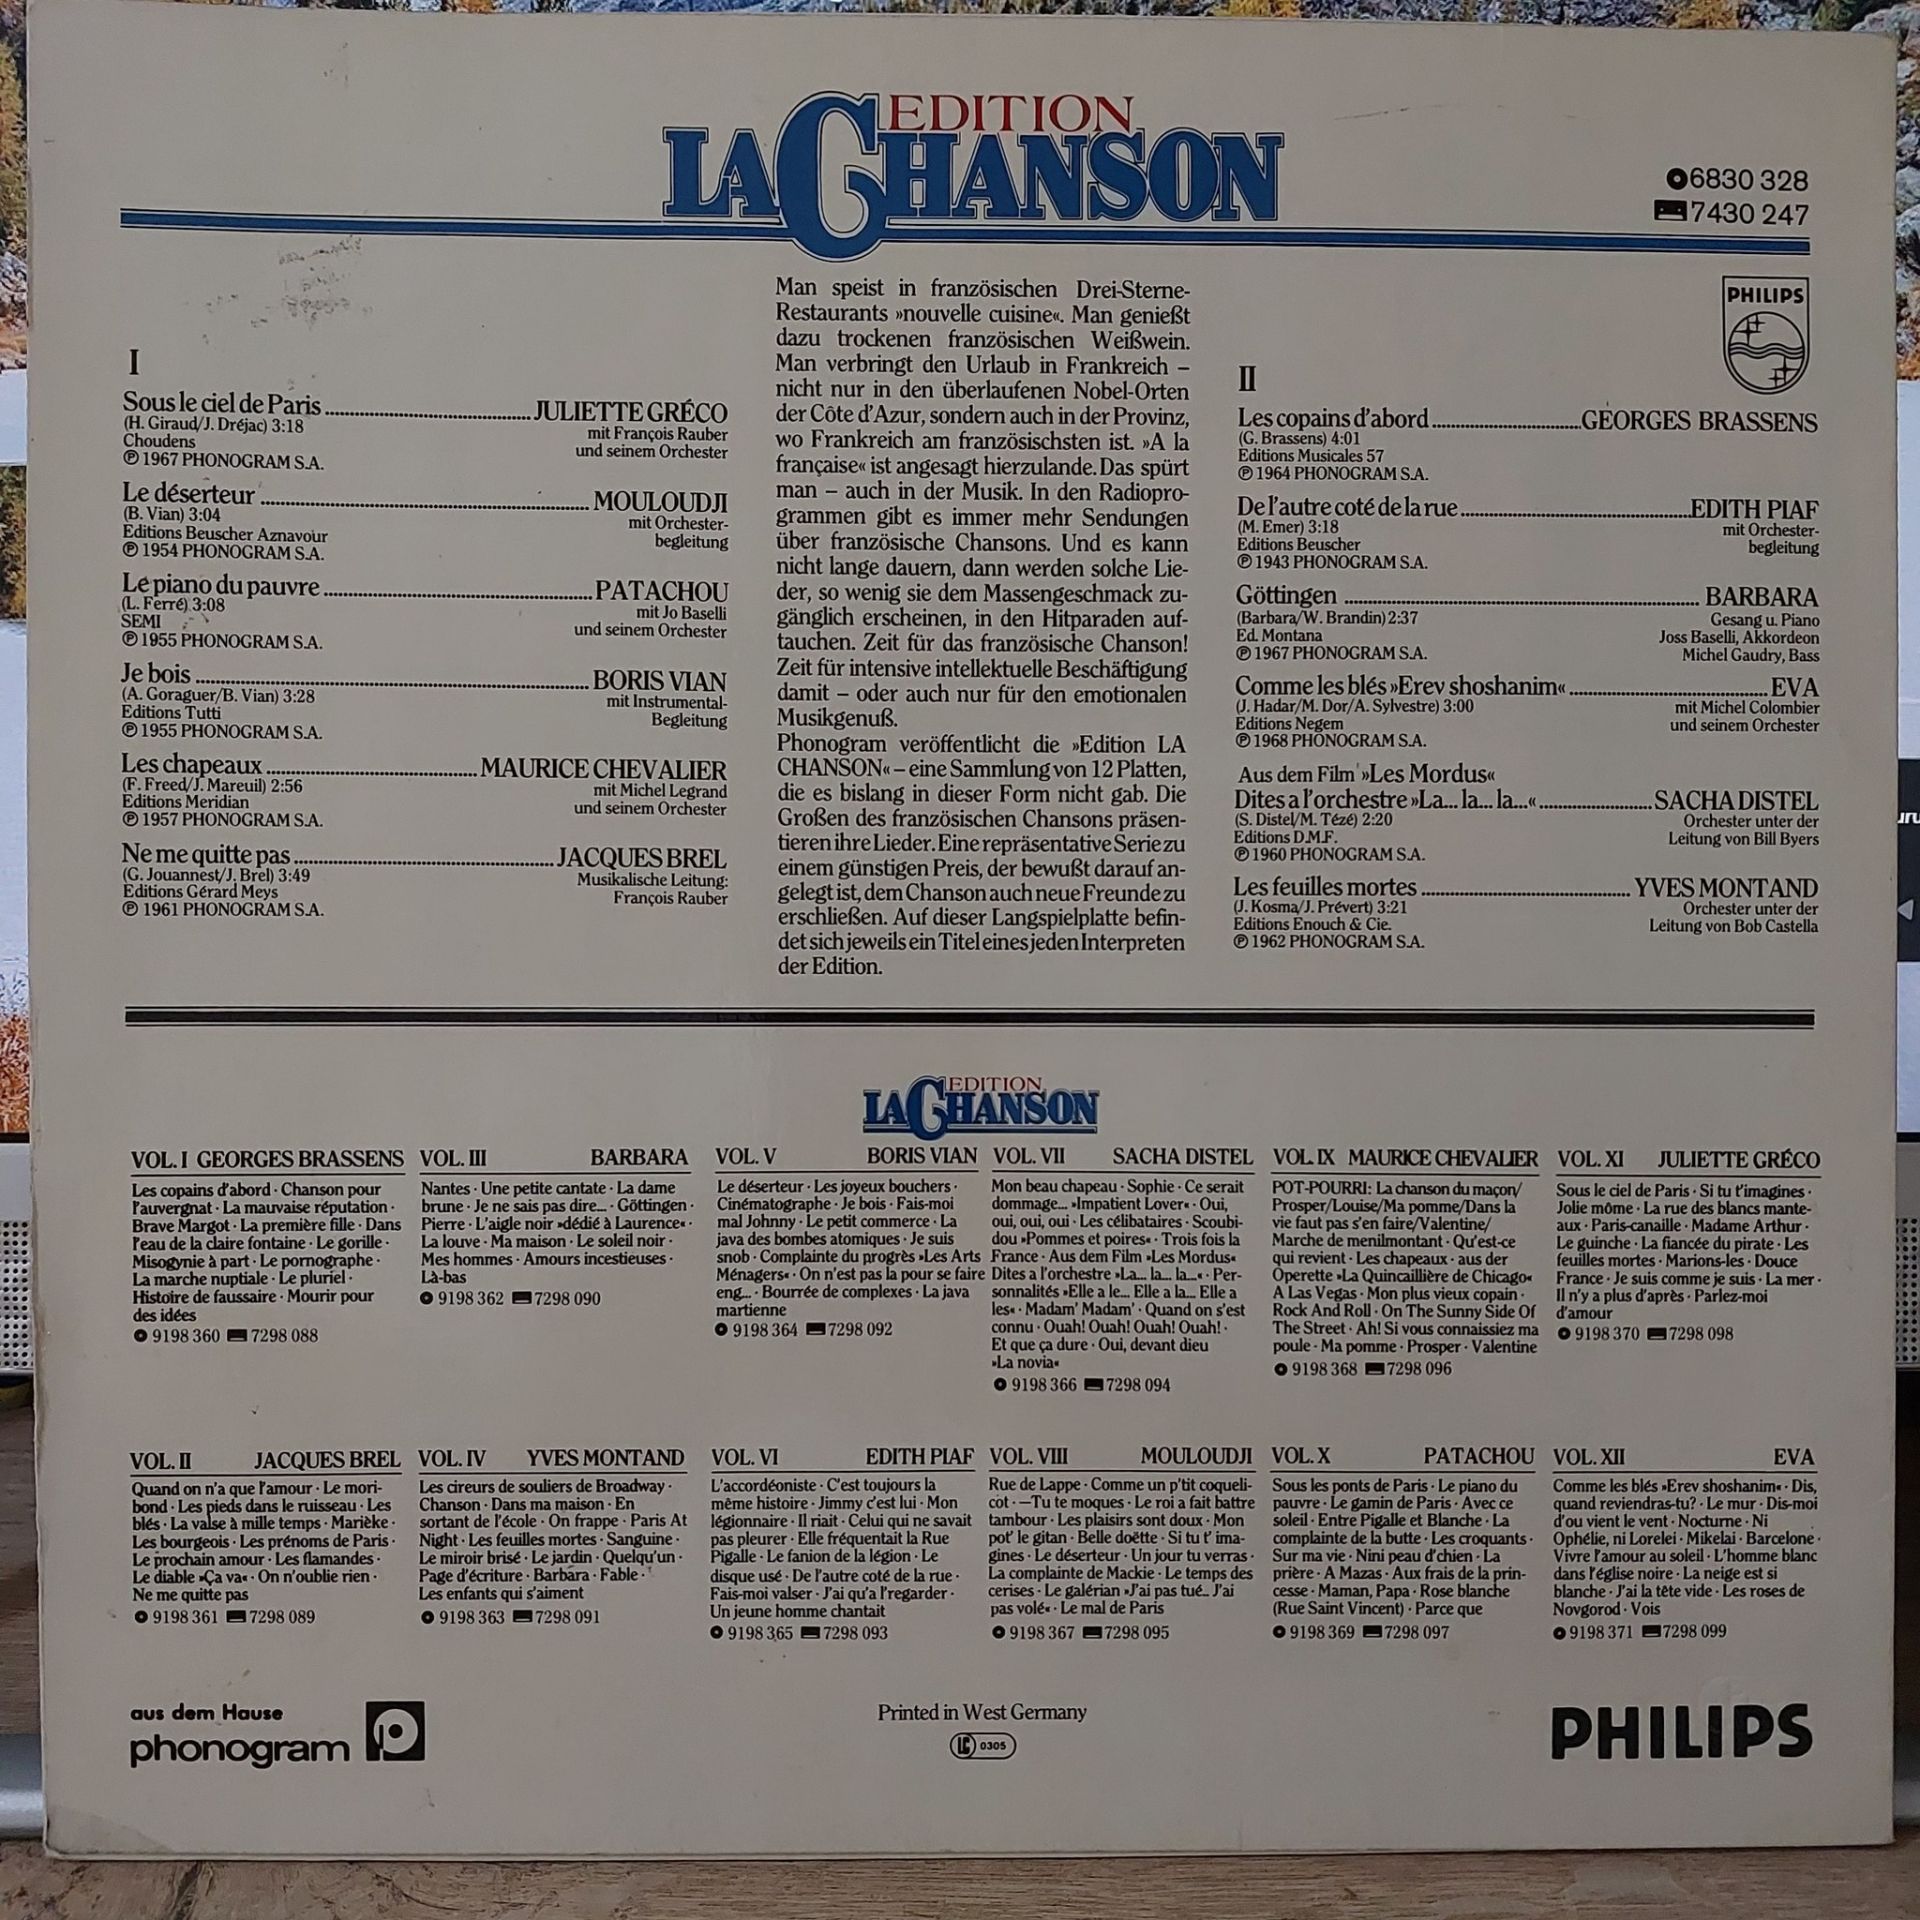 EDITION
LA CHANSON
6830 328
7430 247
PHILIPS
I
Sous le ciel de Paris ........ JULIETTE GRÉCO
(H. Giraud/J. Dréjac) 3:18 mit François Rauber
Choudens und seinem Orchester
℗ 1967 PHONOGRAM S.A.
Le déserteur ........ MOULOUDJI
(B. Vian) 3:04 mit Orchester-
Editions Beuscher Aznavour begleitung
℗ 1954 PHONOGRAM S.A.
Le piano du pauvre ........ PATACHOU
(L. Ferré) 3:08 mit Jo Baselli
SEMI und seinem Orchester
℗ 1955 PHONOGRAM S.A.
Je bois ........ BORIS VIAN
(A. Goraguer/B. Vian) 3:28 mit Instrumental-
Editions Tutti Begleitung
℗ 1955 PHONOGRAM S.A.
Les chapeaux ........ MAURICE CHEVALIER
(F. Freed/J. Mareuil) 2:56 mit Michel Legrand
Editions Meridian und seinem Orchester
℗ 1957 PHONOGRAM S.A.
Ne me quitte pas ........ JACQUES BREL
(G. Jouannest/J. Brel) 3:49 Musikalische Leitung:
Editions Gérard Meys François Rauber
℗ 1961 PHONOGRAM S.A.
Man speist in französischen Drei-Sterne-
Restaurants »nouvelle cuisine«. Man genießt
dazu trockenen französischen Weißwein.
Man verbringt den Urlaub in Frankreich –
nicht nur in den überlaufenen Nobel-Orten
der Côte d'Azur, sondern auch in der Provinz,
wo Frankreich am französischsten ist. »A la
française« ist angesagt hierzulande. Das spürt
man – auch in der Musik. In den Radiopro-
grammen gibt es immer mehr Sendungen
über französische Chansons. Und es kann
nicht lange dauern, dann werden solche Lie-
der, so wenig sie dem Massengeschmack zu-
gänglich erscheinen, in den Hitparaden auf-
tauchen. Zeit für das französische Chanson!
Zeit für intensive intellektuelle Beschäftigung
damit – oder auch nur für den emotionalen
Musikgenuß.
Phonogram veröffentlicht die »Edition LA
CHANSON« – eine Sammlung von 12 Platten,
die es bislang in dieser Form nicht gab. Die
Großen des französischen Chansons präsen-
tieren ihre Lieder. Eine repräsentative Serie zu
einem günstigen Preis, der bewußt darauf an-
gelegt ist, dem Chanson auch neue Freunde zu
erschließen. Auf dieser Langspielplatte befin-
det sich jeweils ein Titel eines jeden Interpreten
der Edition.
II
Les copains d'abord ........ GEORGES BRASSENS
(G. Brassens) 4:01
Editions Musicales 57
℗ 1964 PHONOGRAM S.A.
De l'autre coté de la rue ........ EDITH PIAF
(M. Emer) 3:18 mit Orchester-
Editions Beuscher begleitung
℗ 1943 PHONOGRAM S.A.
Göttingen ........ BARBARA
(Barbara/W. Brandin) 2:37 Gesang u. Piano
Ed. Montana Joss Baselli, Akkordeon
℗ 1967 PHONOGRAM S.A. Michel Gaudry, Bass
Comme les blés »Erev shoshanim« ........ EVA
(J. Hadar/M. Dor/A. Sylvestre) 3:00 mit Michel Colombier
Editions Negem und seinem Orchester
℗ 1968 PHONOGRAM S.A.
Aus dem Film »Les Mordus«
Dites a l'orchestre »La... la... la...« ........ SACHA DISTEL
(S. Distel/M. Tézé) 2:20 Orchester unter der
Editions D.M.F. Leitung von Bill Byers
℗ 1960 PHONOGRAM S.A.
Les feuilles mortes ........ YVES MONTAND
(J. Kosma/J. Prévert) 3:21 Orchester unter der
Editions Enouch & Cie. Leitung von Bob Castella
℗ 1962 PHONOGRAM S.A.
EDITION
LA CHANSON
VOL. I GEORGES BRASSENS
Les copains d'abord · Chanson pour
l'auvergnat · La mauvaise réputation ·
Brave Margot · La première fille · Dans
l'eau de la claire fontaine · Le gorille ·
Misogynie à part · Le pornographe ·
La marche nuptiale · Le pluriel ·
Histoire de faussaire · Mourir pour
des idées
9198 360 7298 088
VOL. III BARBARA
Nantes · Une petite cantate · La dame
brune · Je ne sais pas dire... · Göttingen ·
Pierre · L'aigle noir »dédié à Laurence« ·
La louve · Ma maison · Le soleil noir ·
Mes hommes · Amours incestieuses ·
Là-bas
9198 362 7298 090
VOL. V BORIS VIAN
Le déserteur · Les joyeux bouchers ·
Cinématographe · Je bois · Fais-moi
mal Johnny · Le petit commerce · La
java des bombes atomiques · Je suis
snob · Complainte du progrès »Les Arts
Ménagers« · On n'est pas la pour se faire
eng... · Bourrée de complexes · La java
martienne
9198 364 7298 092
VOL. VII SACHA DISTEL
Mon beau chapeau · Sophie · Ce serait
dommage... »Impatient Lover« · Oui,
oui, oui, oui · Les célibataires · Scoubi-
dou »Pommes et poires« · Trois fois la
France · Aus dem Film »Les Mordus«
Dites a l'orchestre »La... la... la...« · Per-
sonnalités »Elle a le... Elle a la... Elle a
les« · Madam' Madam' · Quand on s'est
connu · Ouah! Ouah! Ouah! Ouah! ·
Et que ça dure · Oui, devant dieu
»La novia«
9198 366 7298 094
VOL. IX MAURICE CHEVALIER
POT-POURRI: La chanson du maçon/
Prosper/Louise/Ma pomme/Dans la
vie faut pas s'en faire/Valentine/
Marche de menilmontant · Qu'est-ce
qui revient · Les chapeaux · aus der
Operette »La Quincaillière de Chicago«
A Las Vegas · Mon plus vieux copain ·
Rock And Roll · On The Sunny Side Of
The Street · Ah! Si vous connaissiez ma
poule · Ma pomme · Prosper · Valentine
9198 368 7298 096
VOL. XI JULIETTE GRÉCO
Sous le ciel de Paris · Si tu t'imagines ·
Jolie môme · La rue des blancs mante-
aux · Paris-canaille · Madame Arthur ·
Le guinche · La fiancée du pirate · Les
feuilles mortes · Marions-les · Douce
France · Je suis comme je suis · La mer ·
Il n'y a plus d'après · Parlez-moi
d'amour
9198 370 7298 098
VOL. II JACQUES BREL
Quand on n'a que l'amour · Le mori-
bond · Les pieds dans le ruisseau · Les
blés · La valse à mille temps · Marièke ·
Les bourgeois · Les prénoms de Paris ·
Le prochain amour · Les flamandes ·
Le diable »Ça va« · On n'oublie rien ·
Ne me quitte pas
9198 361 7298 089
VOL. IV YVES MONTAND
Les cireurs de souliers de Broadway ·
Chanson · Dans ma maison · En
sortant de l'école · On frappe · Paris At
Night · Les feuilles mortes · Sanguine ·
Le miroir brisé · Le jardin · Quelqu'un ·
Page d'écriture · Barbara · Fable ·
Les enfants qui s'aiment
9198 363 7298 091
VOL. VI EDITH PIAF
L'accordéoniste · C'est toujours la
même histoire · Jimmy c'est lui · Mon
légionnaire · Il riait · Celui qui ne savait
pas pleurer · Elle fréquentait la Rue
Pigalle · Le fanion de la légion · Le
disque usé · De l'autre coté de la rue ·
Fais-moi valser · J'ai qu'a l'regarder ·
Un jeune homme chantait
9198 365 7298 093
VOL. VIII MOULOUDJI
Rue de Lappe · Comme un p'tit coqueli-
cot · —Tu te moques · Le roi a fait battre
tambour · Les plaisirs sont doux · Mon
pot' le gitan · Belle doëtte · Si tu t' ima-
gines · Le déserteur · Un jour tu verras ·
La complainte de Mackie · Le temps des
cerises · Le galérian »J'ai pas tué... J'ai
pas volé« · Le mal de Paris
9198 367 7298 095
VOL. X PATACHOU
Sous les ponts de Paris · Le piano du
pauvre · Le gamin de Paris · Avec ce
soleil · Entre Pigalle et Blanche · La
complainte de la butte · Les croquants ·
Sur ma vie · Nini peau d'chien · La
prière · A Mazas · Aux frais de la prin-
cesse · Maman, Papa · Rose blanche
(Rue Saint Vincent) · Parce que
9198 369 7298 097
VOL. XII EVA
Comme les blés »Erev shoshanim« · Dis,
quand reviendras-tu? · Le mur · Dis-moi
d'ou vient le vent · Nocturne · Ni
Ophélie, ni Lorelei · Mikelai · Barcelone ·
Vivre l'amour au soleil · L'homme blanc
dans l'église noire · La neige est si
blanche · J'ai la tête vide · Les roses de
Novgorod · Vois
9198 371 7298 099
aus dem Hause
phonogram
Printed in West Germany
LC 0305
PHILIPS